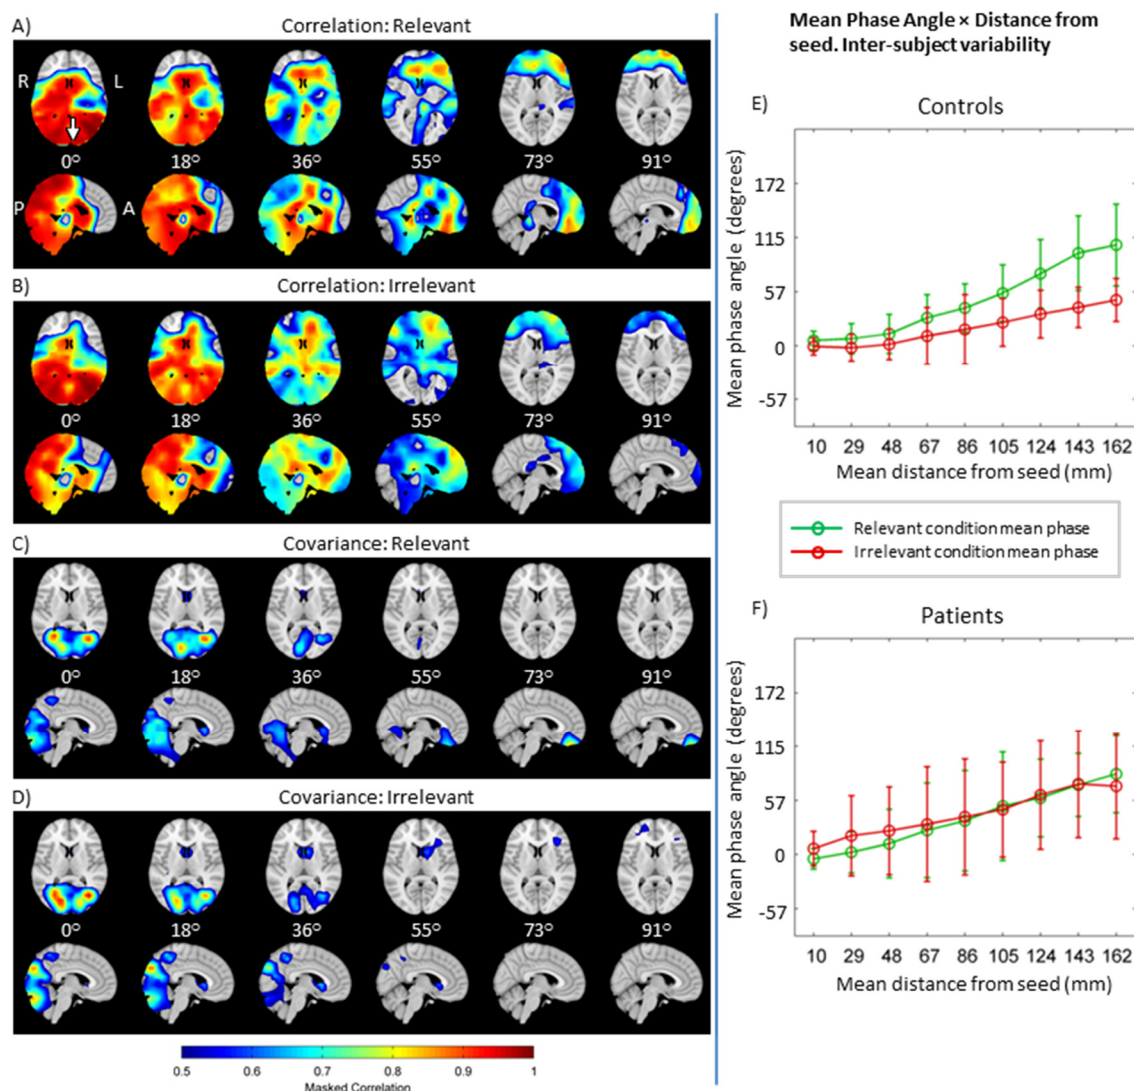 A) Correlation: Relevant
R L
0° 18° 36° 55° 73° 91°
P A
B) Correlation: Irrelevant
0° 18° 36° 55° 73° 91°
C) Covariance: Relevant
0° 18° 36° 55° 73° 91°
D) Covariance: Irrelevant
0° 18° 36° 55° 73° 91°
0.5 0.6 0.7 0.8 0.9 1
Masked Correlation
Mean Phase Angle × Distance from
seed. Inter-subject variability
E) Controls
Mean phase angle (degrees)
172
115
57
0
-57
10 29 48 67 86 105 124 143 162
Mean distance from seed (mm)
Relevant condition mean phase
Irrelevant condition mean phase
F) Patients
Mean phase angle (degrees)
172
115
57
0
-57
10 29 48 67 86 105 124 143 162
Mean distance from seed (mm)